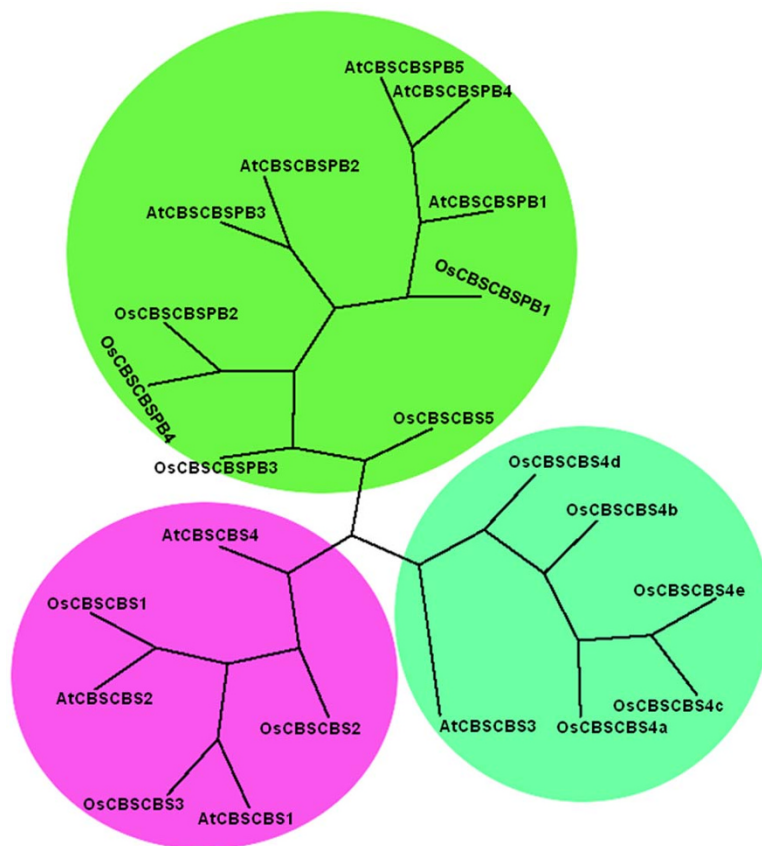 AtCBSCBSPB5
AtCBSCBSPB4
AtCBSCBSPB2
AtCBSCBSPB3
AtCBSCBSPB1
OsCBSCBSPB1
OsCBSCBSPB2
OsCBSCBSPB4
OsCBSCBS5
OsCBSCBSPB3
OsCBSCBS4d
OsCBSCBS4b
AtCBSCBS4
OsCBSCBS4e
OsCBSCBS1
AtCBSCBS2
OsCBSCBS4c
OsCBSCBS2
AtCBSCBS3
OsCBSCBS4a
OsCBSCBS3
AtCBSCBS1